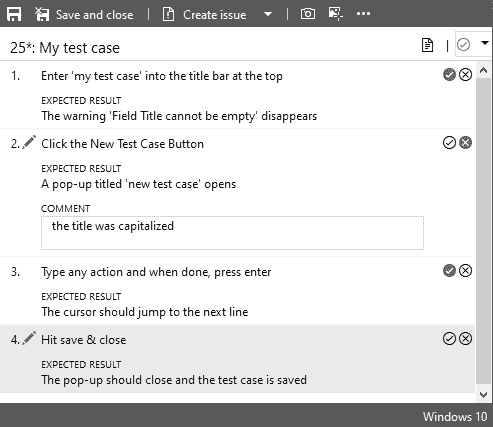 Save and close Create issue
25*: My test case
1. Enter 'my test case' into the title bar at the top
EXPECTED RESULT
The warning 'Field Title cannot be empty' disappears
2. Click the New Test Case Button
EXPECTED RESULT
A pop-up titled 'new test case' opens
COMMENT
the title was capitalized
3. Type any action and when done, press enter
EXPECTED RESULT
The cursor should jump to the next line
4. Hit save & close
EXPECTED RESULT
The pop-up should close and the test case is saved
Windows 10